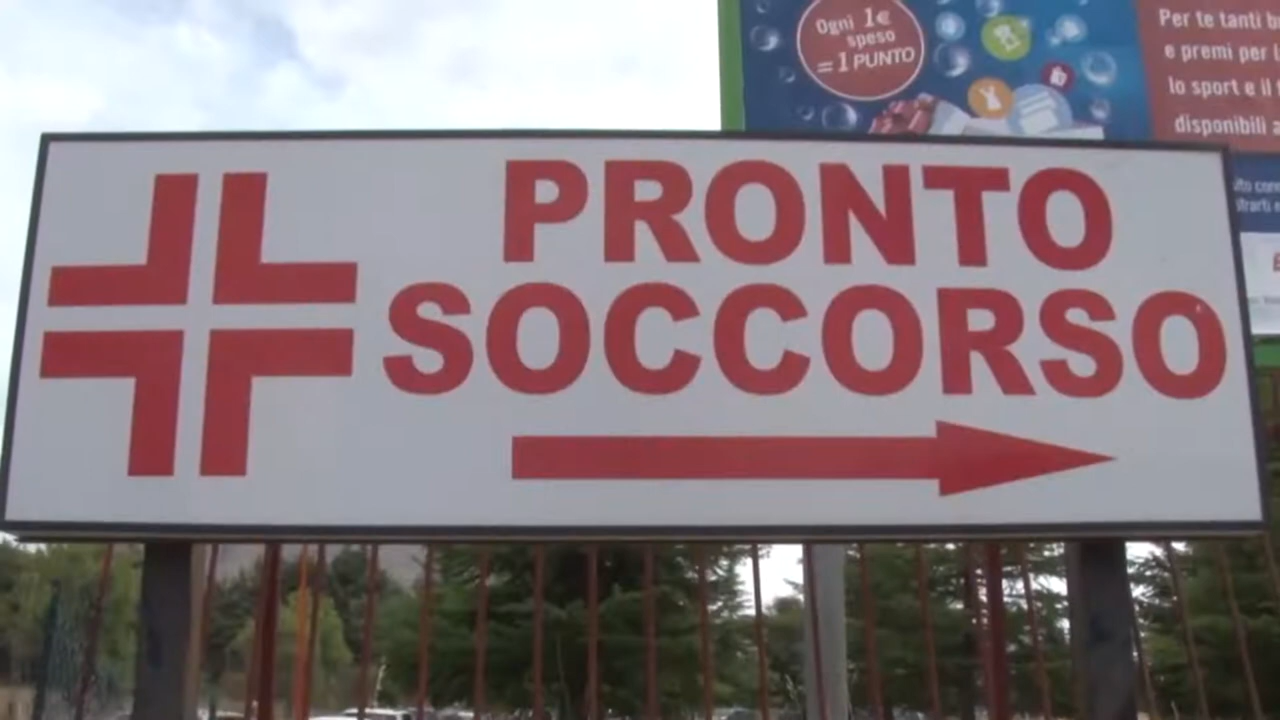 Ogni 1€
speso
= 1 PUNTO
Per te tanti
e premi per
lo sport e il
disponibili
PRONTO
SOCCORSO